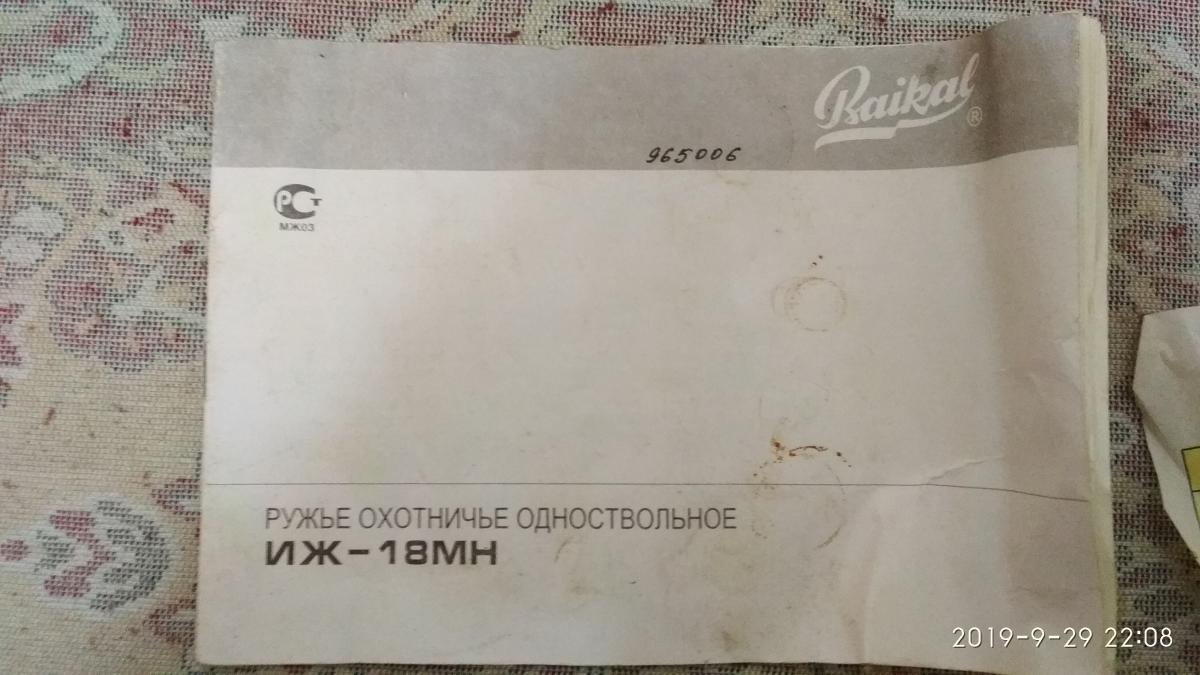 Baikal®
965006
РСТ
МЖ03
РУЖЬЕ ОХОТНИЧЬЕ ОДНОСТВОЛЬНОЕ
ИЖ-18МН
2019-9-29 22:08